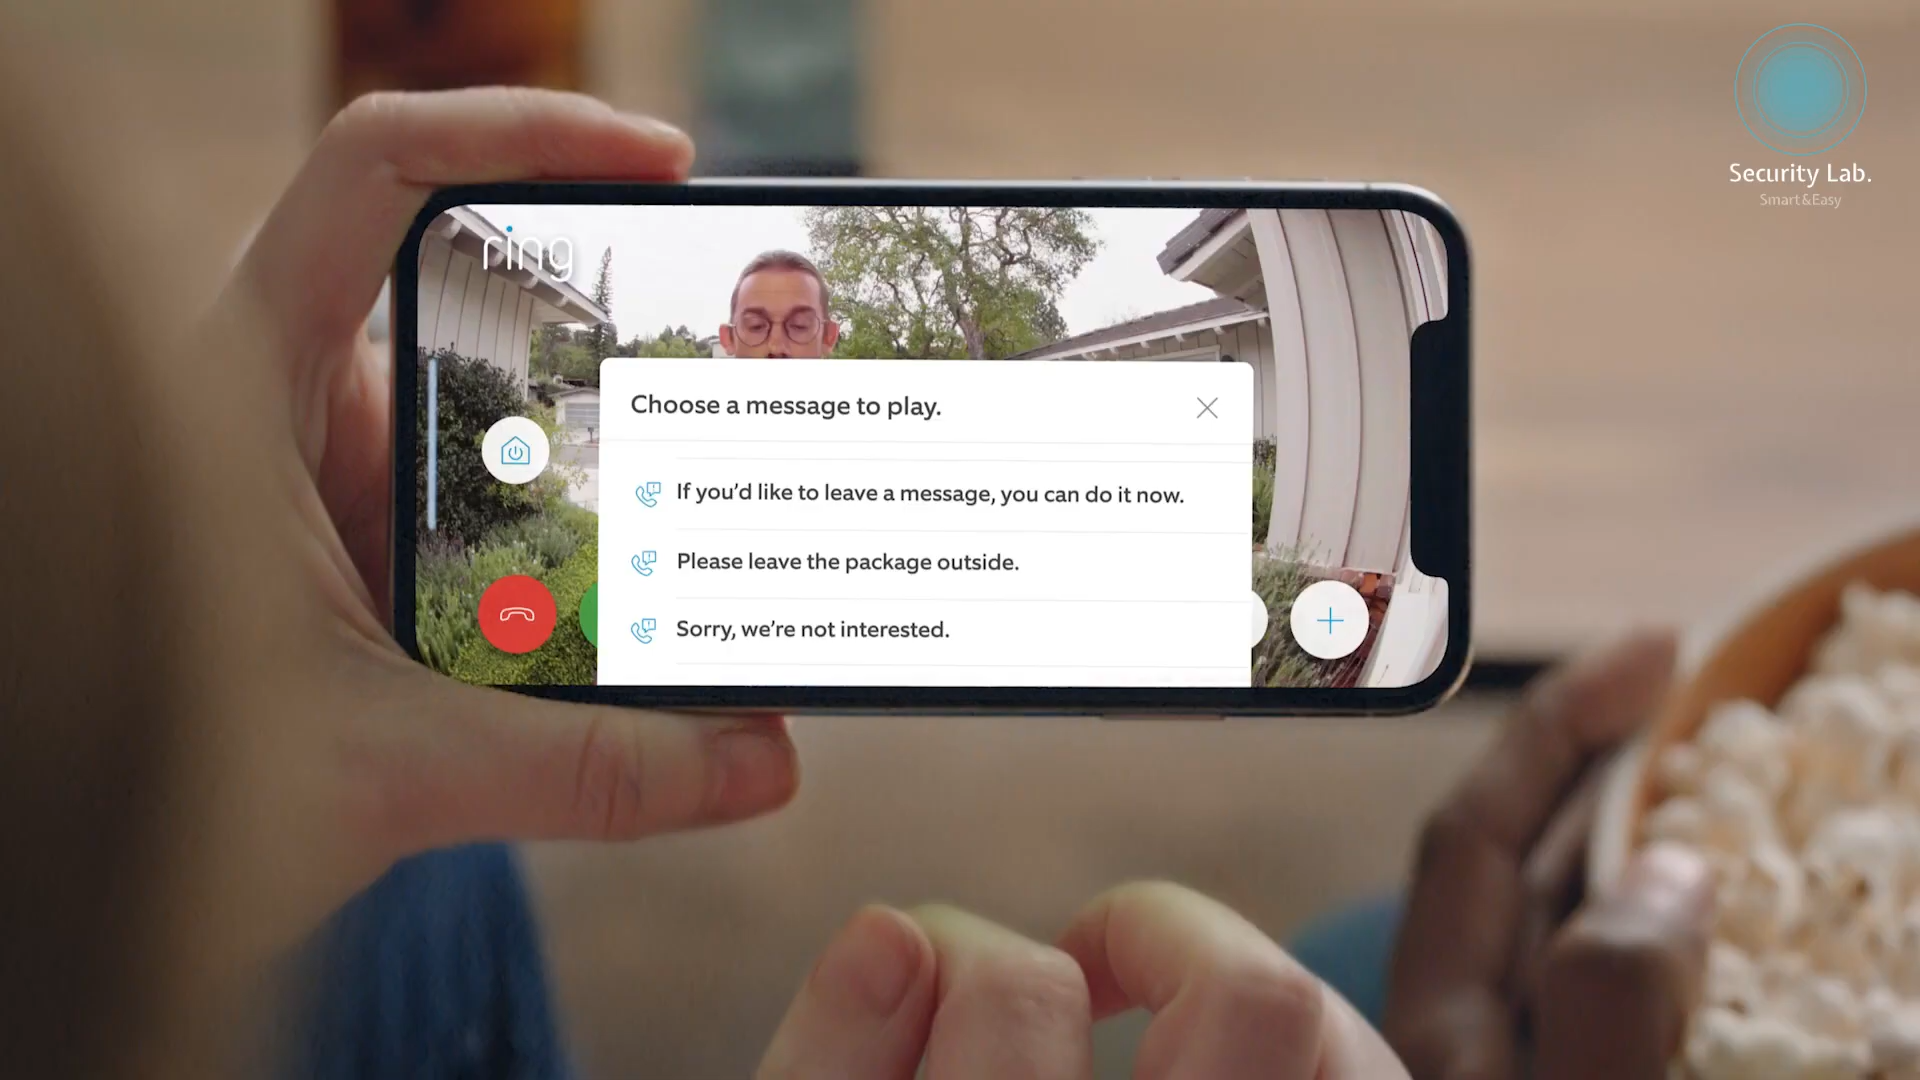 Security Lab.
Smart&Easy
ring
Choose a message to play.
If you’d like to leave a message, you can do it now.
Please leave the package outside.
Sorry, we’re not interested.